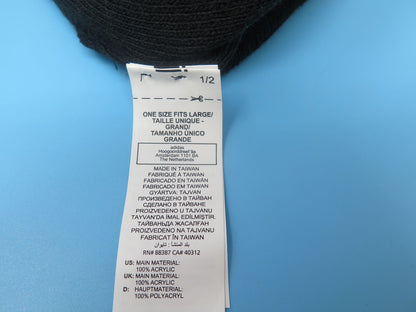 1/2
ONE SIZE FITS LARGE/
TAILLE UNIQUE -
GRAND/
TAMANHO ÚNICO
GRANDE
adidas
Hoogoorddreef 9a
Amsterdam 1101 BA
The Netherlands
MADE IN TAIWAN
FABRIQUÉ À TAIWAN
FABRICADO EN TAIWÁN
FABRICADO EM TAIWAN
GYÁRTVA: TAJVAN
ПРОИЗВЕДЕНО В ТАЙВАН
СДЕЛАНО В ТАЙВАНЕ
PROIZVEDENO U TAJVANU
TAYVAN'DA IMAL EDİLMİŞTİR.
ТАЙВАНЬДА ЖАСАЛҒАН
PROIZVEDENO U TAJVANU
FABRICAT ÎN TAIWAN
بلد المنشأ: تايوان
RN# 88387 CA# 40312
US: MAIN MATERIAL:
100% ACRYLIC
UK: MAIN MATERIAL:
100% ACRYLIC
D: HAUPTMATERIAL:
100% POLYACRYL